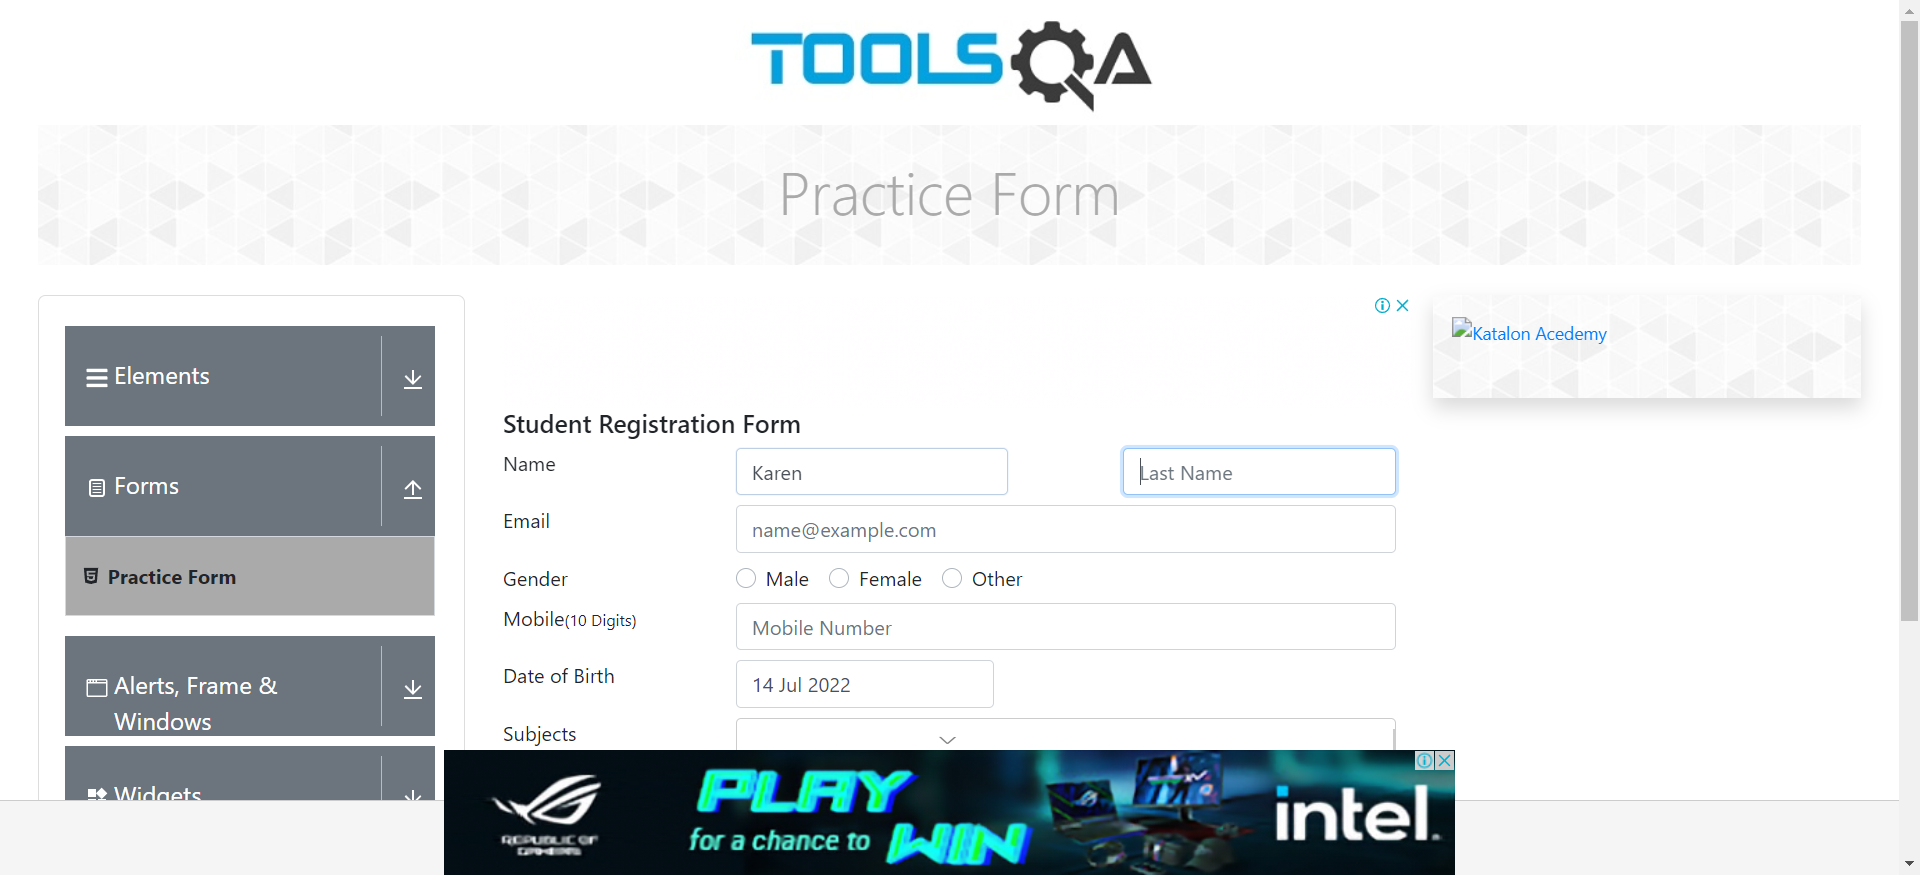 TOOLSQA
Practice Form
Elements
Forms
Practice Form
Alerts, Frame &
Windows
Widgets
Student Registration Form
Name
Karen
Last Name
Email
name@example.com
Gender
Male
Female
Other
Mobile(10 Digits)
Mobile Number
Date of Birth
14 Jul 2022
Subjects
Katalon Acedemy
REPUBLIC OF
GAMERS
PLAY
for a chance to WIN
intel.